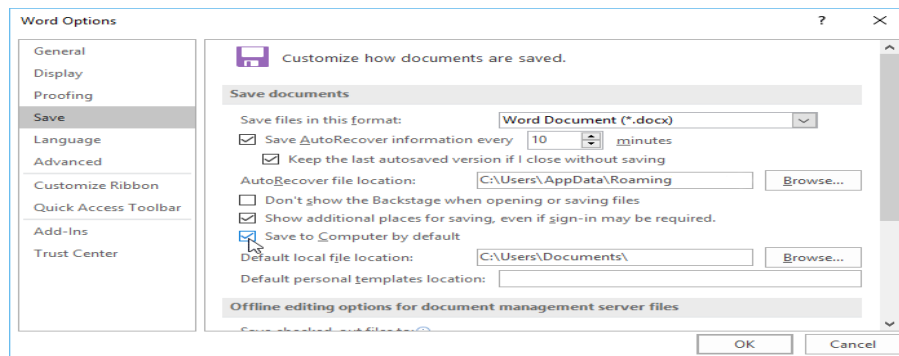 Word Options
General
Display
Proofing
Save
Language
Advanced
Customize Ribbon
Quick Access Toolbar
Add-Ins
Trust Center
Customize how documents are saved.
Save documents
Save files in this format: Word Document (*.docx)
Save AutoRecover information every 10 minutes
Keep the last autosaved version if I close without saving
AutoRecover file location: C:\Users\AppData\Roaming Browse...
Don't show the Backstage when opening or saving files
Show additional places for saving, even if sign-in may be required.
Save to Computer by default
Default local file location: C:\Users\Documents\ Browse...
Default personal templates location:
Offline editing options for document management server files
Save checked-out files to:
OK Cancel